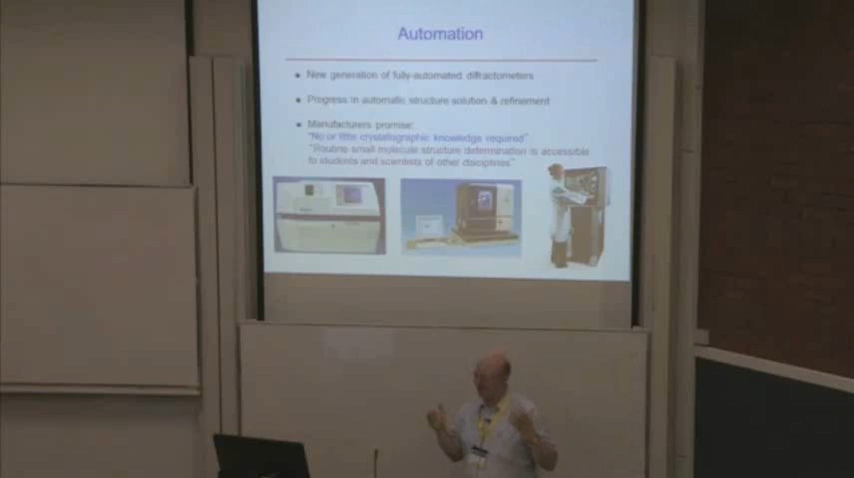 Automation
New generation of fully-automated diffractometers
Progress in automatic structure solution & refinement
Manufacturers promise:
"No or little crystallographic knowledge required"
"Routine small molecule structure determination is accessible
to students and scientists of other disciplines"